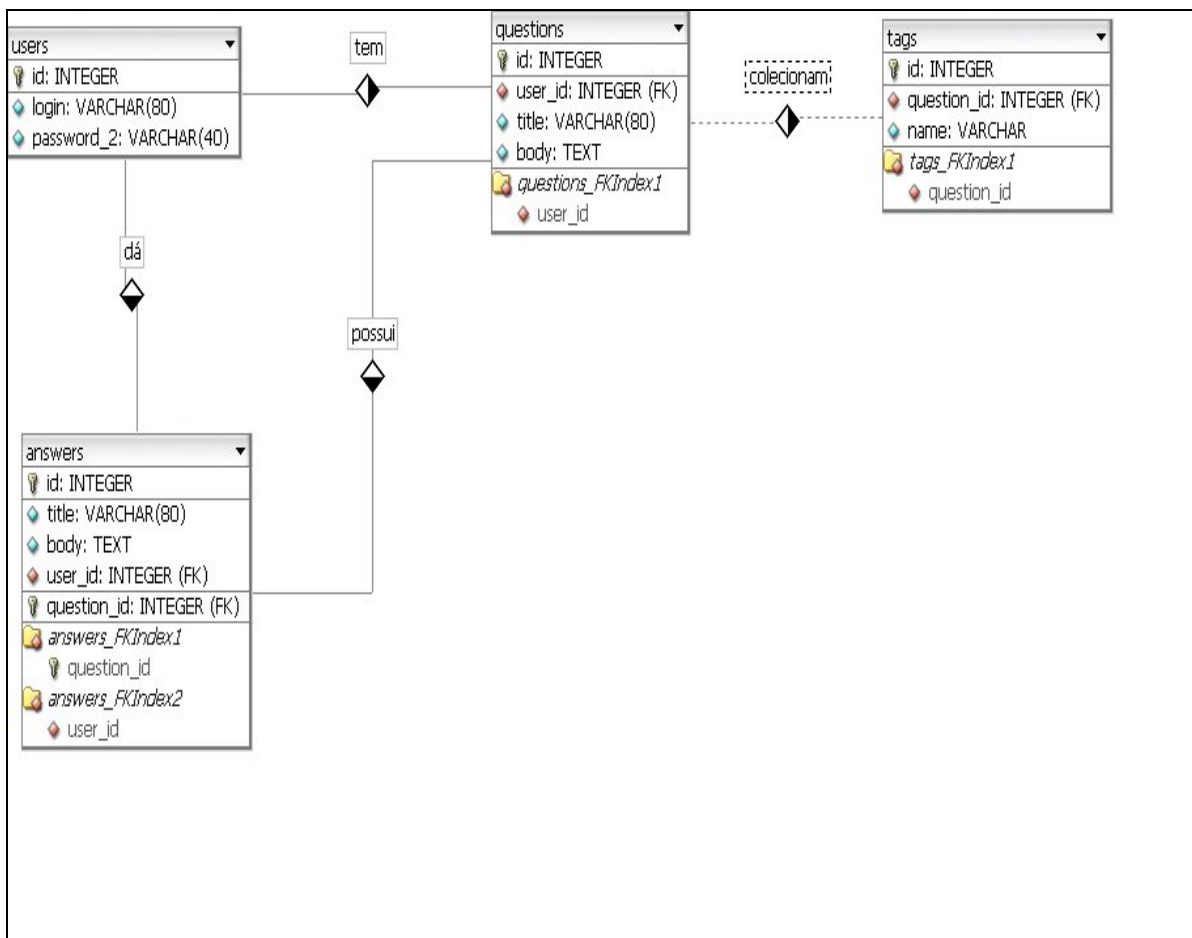 users
id: INTEGER
login: VARCHAR(80)
password_2: VARCHAR(40)
tem
questions
id: INTEGER
user_id: INTEGER (FK)
title: VARCHAR(80)
body: TEXT
questions_FKIndex1
user_id
colecionam
tags
id: INTEGER
question_id: INTEGER (FK)
name: VARCHAR
tags_FKIndex1
question_id
dá
possui
answers
id: INTEGER
title: VARCHAR(80)
body: TEXT
user_id: INTEGER (FK)
question_id: INTEGER (FK)
answers_FKIndex1
question_id
answers_FKIndex2
user_id